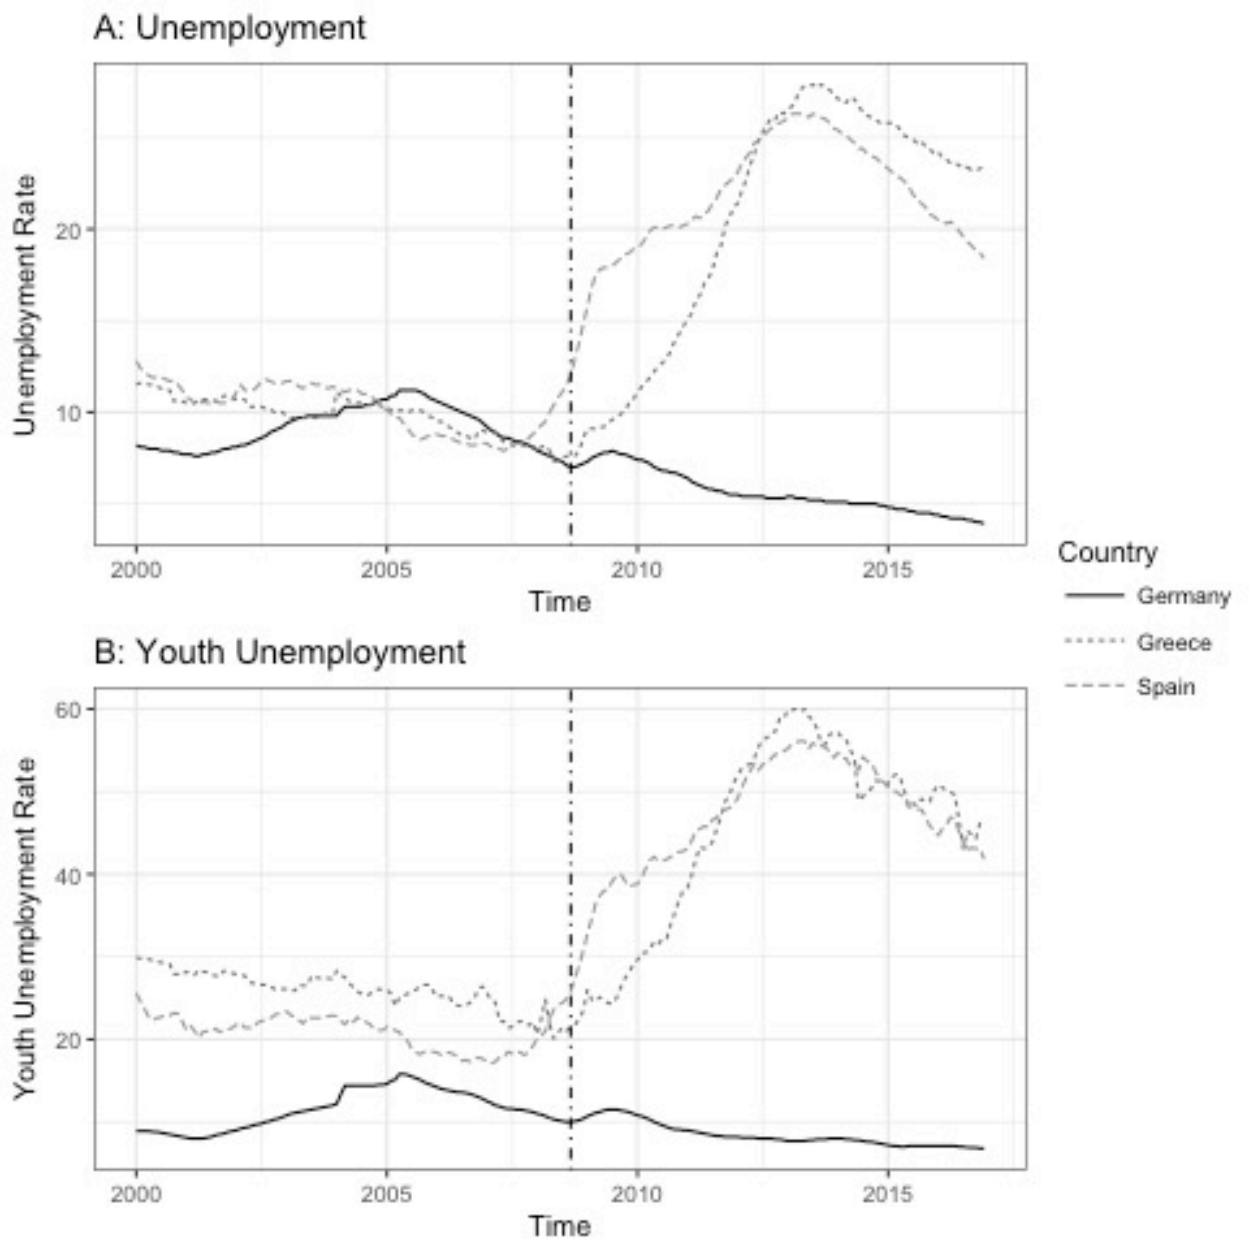 A: Unemployment
Unemployment Rate
20
10
2000 2005 2010 2015
Time
B: Youth Unemployment
Youth Unemployment Rate
60
40
20
2000 2005 2010 2015
Time
Country
Germany
Greece
Spain